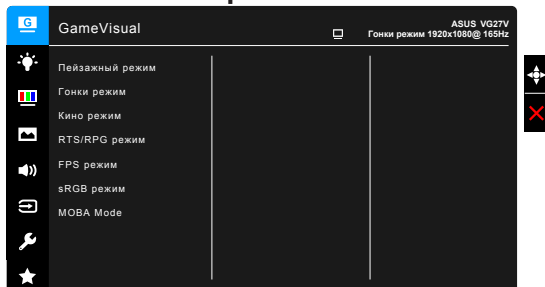 G
GameVisual
ASUS VG27V
Гонки режим 1920x1080@ 165Hz
Пейзажный режим
Гонки режим
Кино режим
RTS/RPG режим
FPS режим
sRGB режим
MOBA Mode